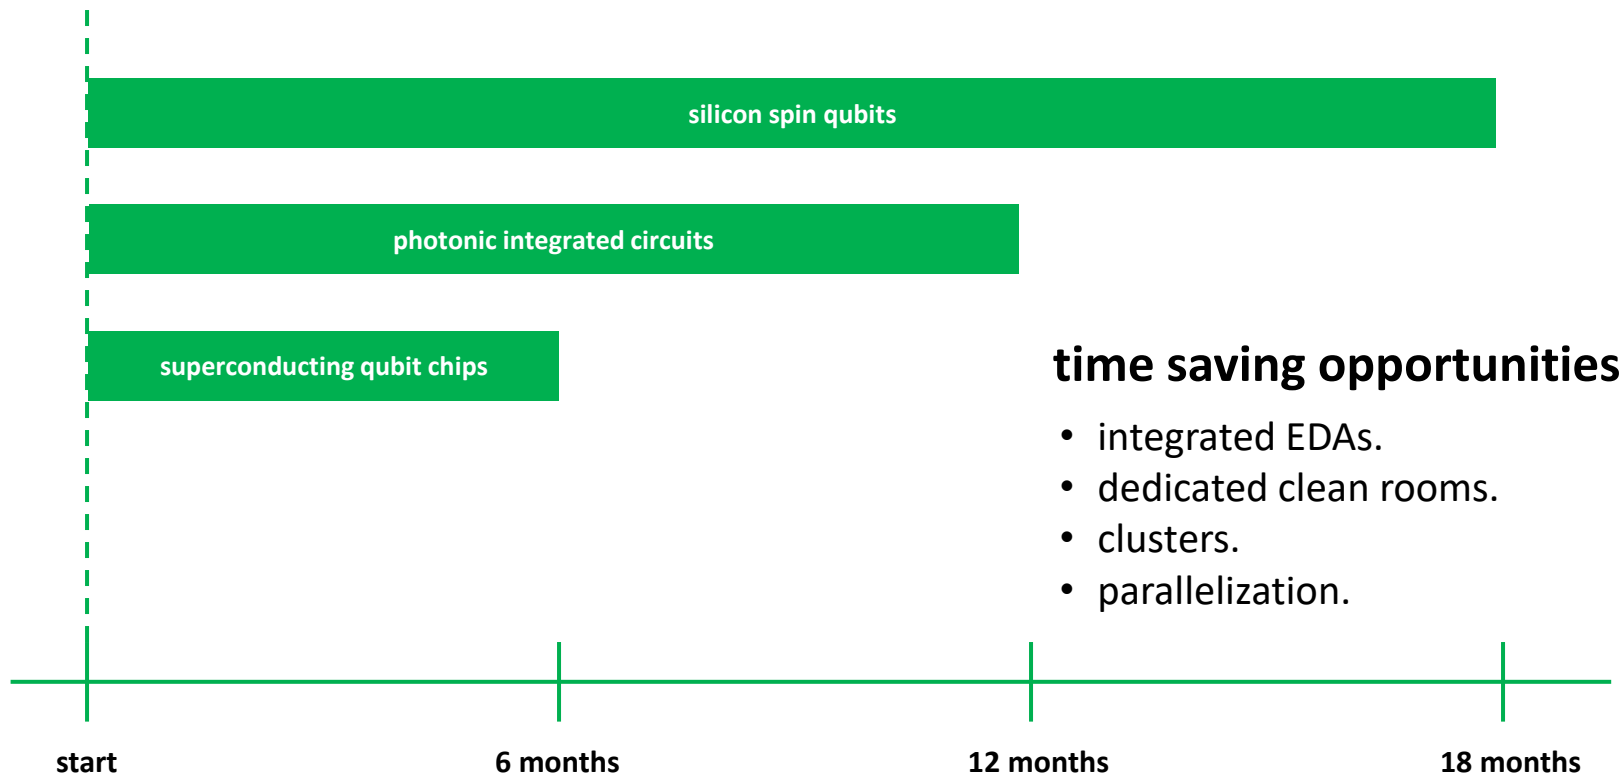 silicon spin qubits
photonic integrated circuits
superconducting qubit chips
time saving opportunities
• integrated EDAs.
• dedicated clean rooms.
• clusters.
• parallelization.
start
6 months
12 months
18 months